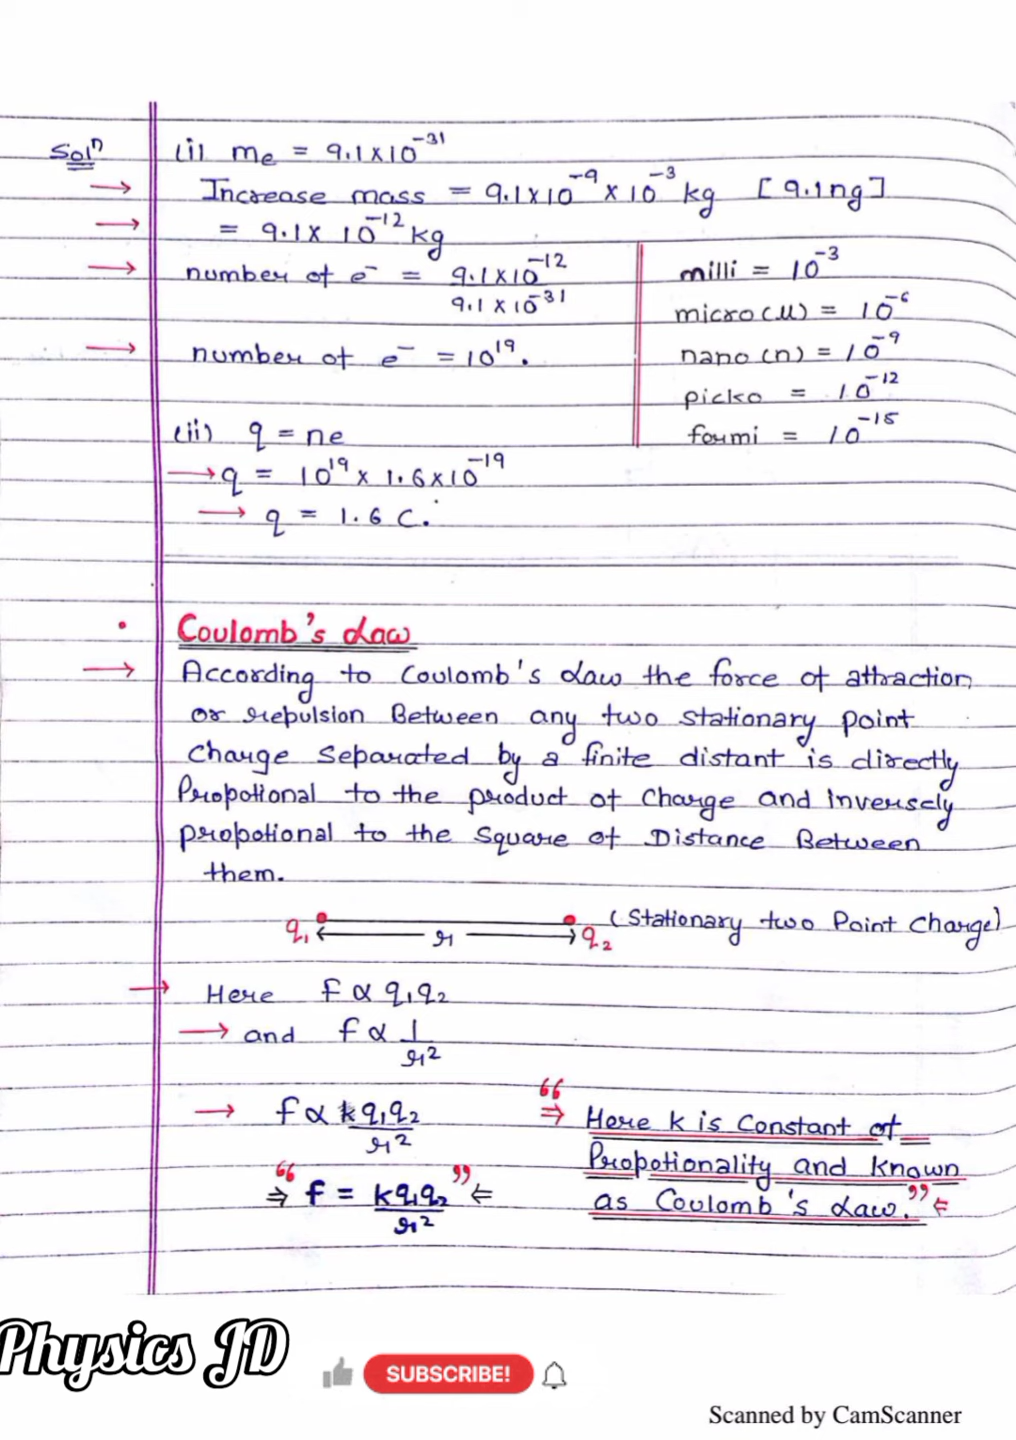 Solⁿ (i) mₑ = 9.1×10⁻³¹
→ Increase mass = 9.1×10⁻⁹ × 10⁻³ kg [9.1ng]
→ = 9.1× 10⁻¹² kg
→ number of e⁻ = 9.1×10⁻¹² / 9.1×10⁻³¹
→ number of e⁻ = 10¹⁹.
milli = 10⁻³
micro(u) = 10⁻⁶
nano(n) = 10⁻⁹
picko = 10⁻¹²
foumi = 10⁻¹⁵
(ii) q = ne
→ q = 10¹⁹ × 1.6×10⁻¹⁹
→ q = 1.6 C.
• Coulomb's Law
→ According to Coulomb's Law the force of attraction
or repulsion Between any two stationary point
charge separated by a finite distant is directly
Propotional to the product of charge and inversely
propotional to the square of Distance Between
them.
q₁ ← r → q₂ (Stationary two Point Charge)
→ Here F ∝ q₁q₂
→ and f ∝ 1/r²
→ f ∝ k q₁q₂/r²
“⇒ f = kq₁q₂/r² ”⇐
“⇒ Here k is Constant of
Propotionality and known
as Coulomb's Law.”⇐
Physics JD
SUBSCRIBE!
Scanned by CamScanner